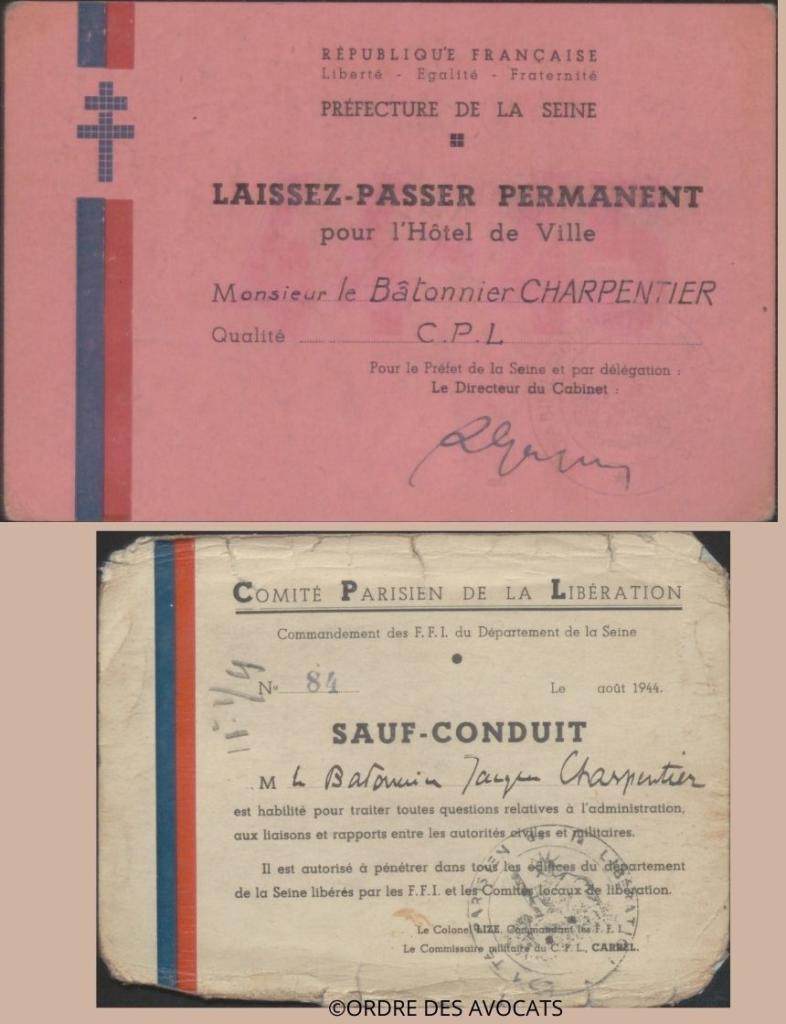 RÉPUBLIQUE FRANÇAISE
Liberté - Egalité - Fraternité
PRÉFECTURE DE LA SEINE
LAISSEZ-PASSER PERMANENT
pour l'Hôtel de Ville
Monsieur le Bâtonnier CHARPENTIER
Qualité C.P.L
Pour le Préfet de la Seine et par délégation :
Le Directeur du Cabinet :
COMITÉ PARISIEN DE LA LIBÉRATION
Commandement des F.F.I. du Département de la Seine
No 84 Le août 1944.
SAUF-CONDUIT
M le Batonnier Jacques Charpentier
est habilité pour traiter toutes questions relatives à l'administration,
aux liaisons et rapports entre les autorités civiles et militaires.
Il est autorisé à pénétrer dans tous les édifices du département
de la Seine libérés par les F.F.I. et les Comités locaux de libération.
Le Colonel LIZE, Commandant les F.F.I.,
Le Commissaire militaire du C.P.L., CARREL.
©ORDRE DES AVOCATS